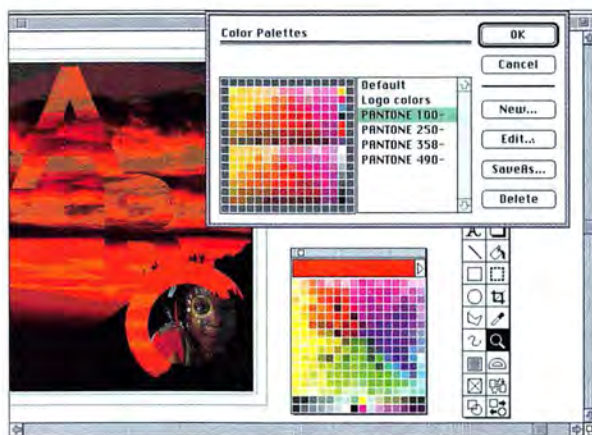 Color Palettes
OK
Cancel
Default
Logo colors
PANTONE 100-
PANTONE 250-
PANTONE 358-
PANTONE 490-
New...
Edit...
SaveAs...
Delete
A
A
B
C